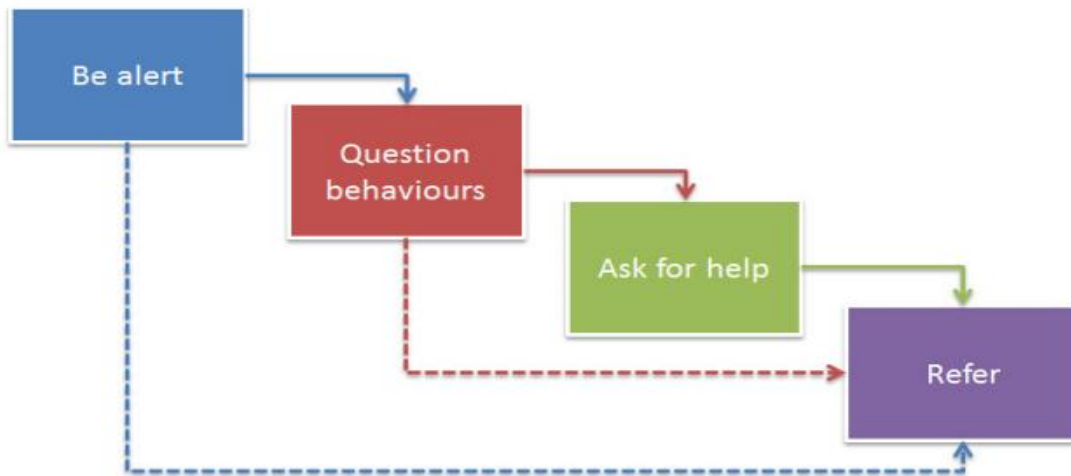 Be alert
Question
behaviours
Ask for help
Refer